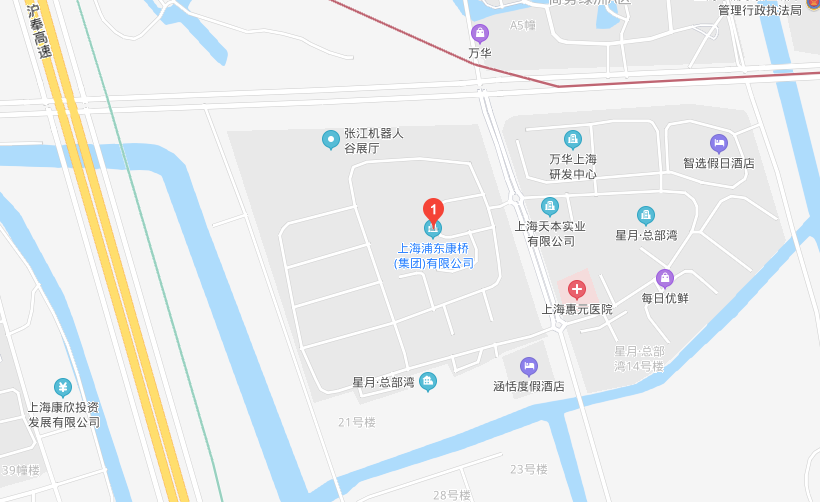 管理行政执法局
A5幢
沪奉高速
万华
张江机器人
谷展厅
万华上海
研发中心
智选假日酒店
1
上海天本实业
有限公司
星月·总部湾
上海浦东康桥
(集团)有限公司
每日优鲜
上海惠元医院
星月·总部
湾14号楼
星月·总部湾
涵恬度假酒店
¥
上海康欣投资
发展有限公司
21号楼
39幢楼
23号楼
28号楼